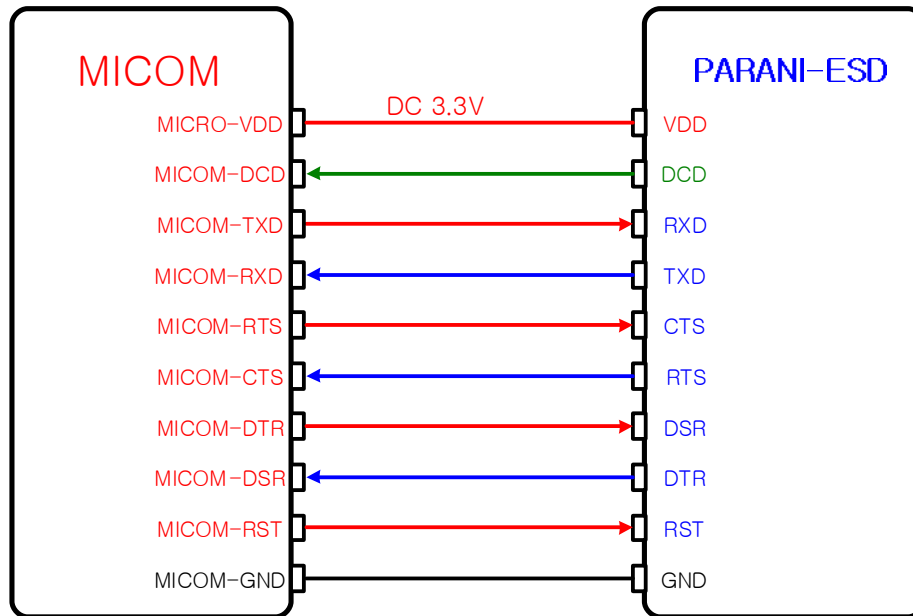 MICOM
PARANI-ESD
DC 3.3V
MICRO-VDD VDD
MICOM-DCD DCD
MICOM-TXD RXD
MICOM-RXD TXD
MICOM-RTS CTS
MICOM-CTS RTS
MICOM-DTR DSR
MICOM-DSR DTR
MICOM-RST RST
MICOM-GND GND